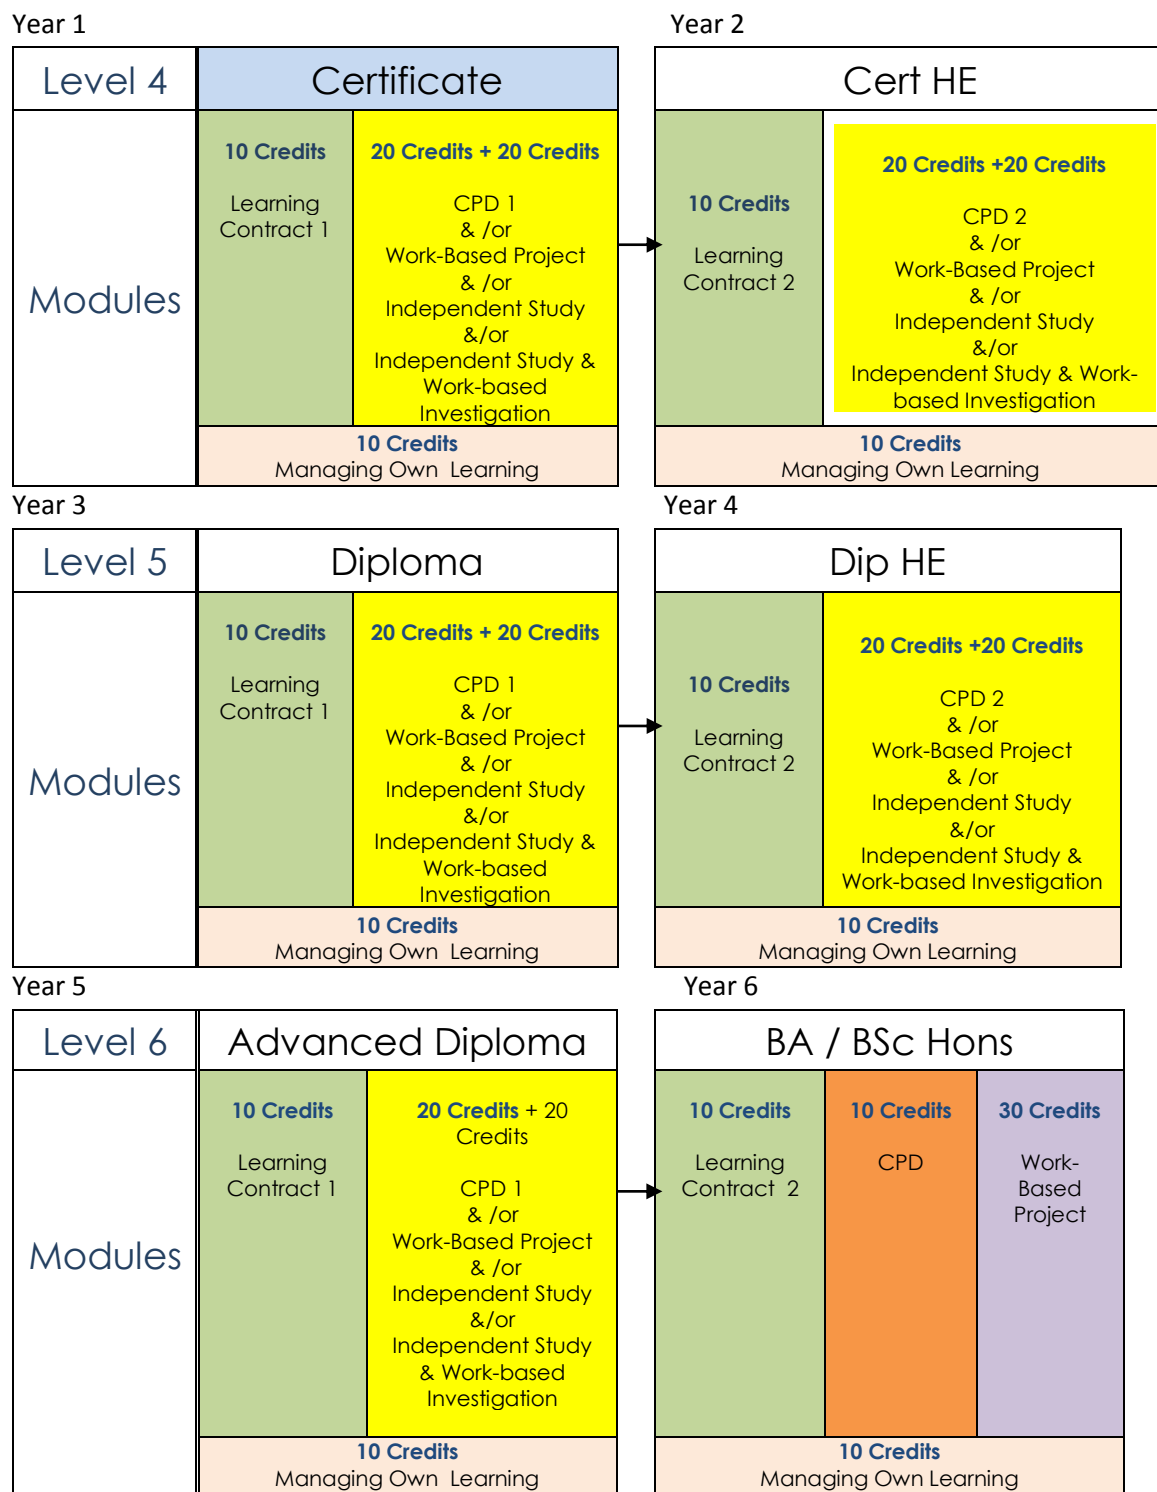 Year 1
Year 2
Level 4
Certificate
Cert HE
Modules
10 Credits
Learning
Contract 1
20 Credits + 20 Credits
CPD 1
& /or
Work-Based Project
& /or
Independent Study
&/or
Independent Study &
Work-based
Investigation
10 Credits
Managing Own  Learning
10 Credits
Learning
Contract 2
20 Credits +20 Credits
CPD 2
& /or
Work-Based Project
& /or
Independent Study
&/or
Independent Study & Work-
based Investigation
10 Credits
Managing Own Learning
Year 3
Year 4
Level 5
Diploma
Dip HE
Modules
10 Credits
Learning
Contract 1
20 Credits + 20 Credits
CPD 1
& /or
Work-Based Project
& /or
Independent Study
&/or
Independent Study &
Work-based
Investigation
10 Credits
Managing Own  Learning
10 Credits
Learning
Contract 2
20 Credits +20 Credits
CPD 2
& /or
Work-Based Project
& /or
Independent Study
&/or
Independent Study &
Work-based Investigation
10 Credits
Managing Own Learning
Year 5
Year 6
Level 6
Advanced Diploma
BA / BSc Hons
Modules
10 Credits
Learning
Contract 1
20 Credits + 20
Credits
CPD 1
& /or
Work-Based Project
& /or
Independent Study
&/or
Independent Study
& Work-based
Investigation
10 Credits
Managing Own  Learning
10 Credits
Learning
Contract  2
10 Credits
CPD
30 Credits
Work-
Based
Project
10 Credits
Managing Own Learning